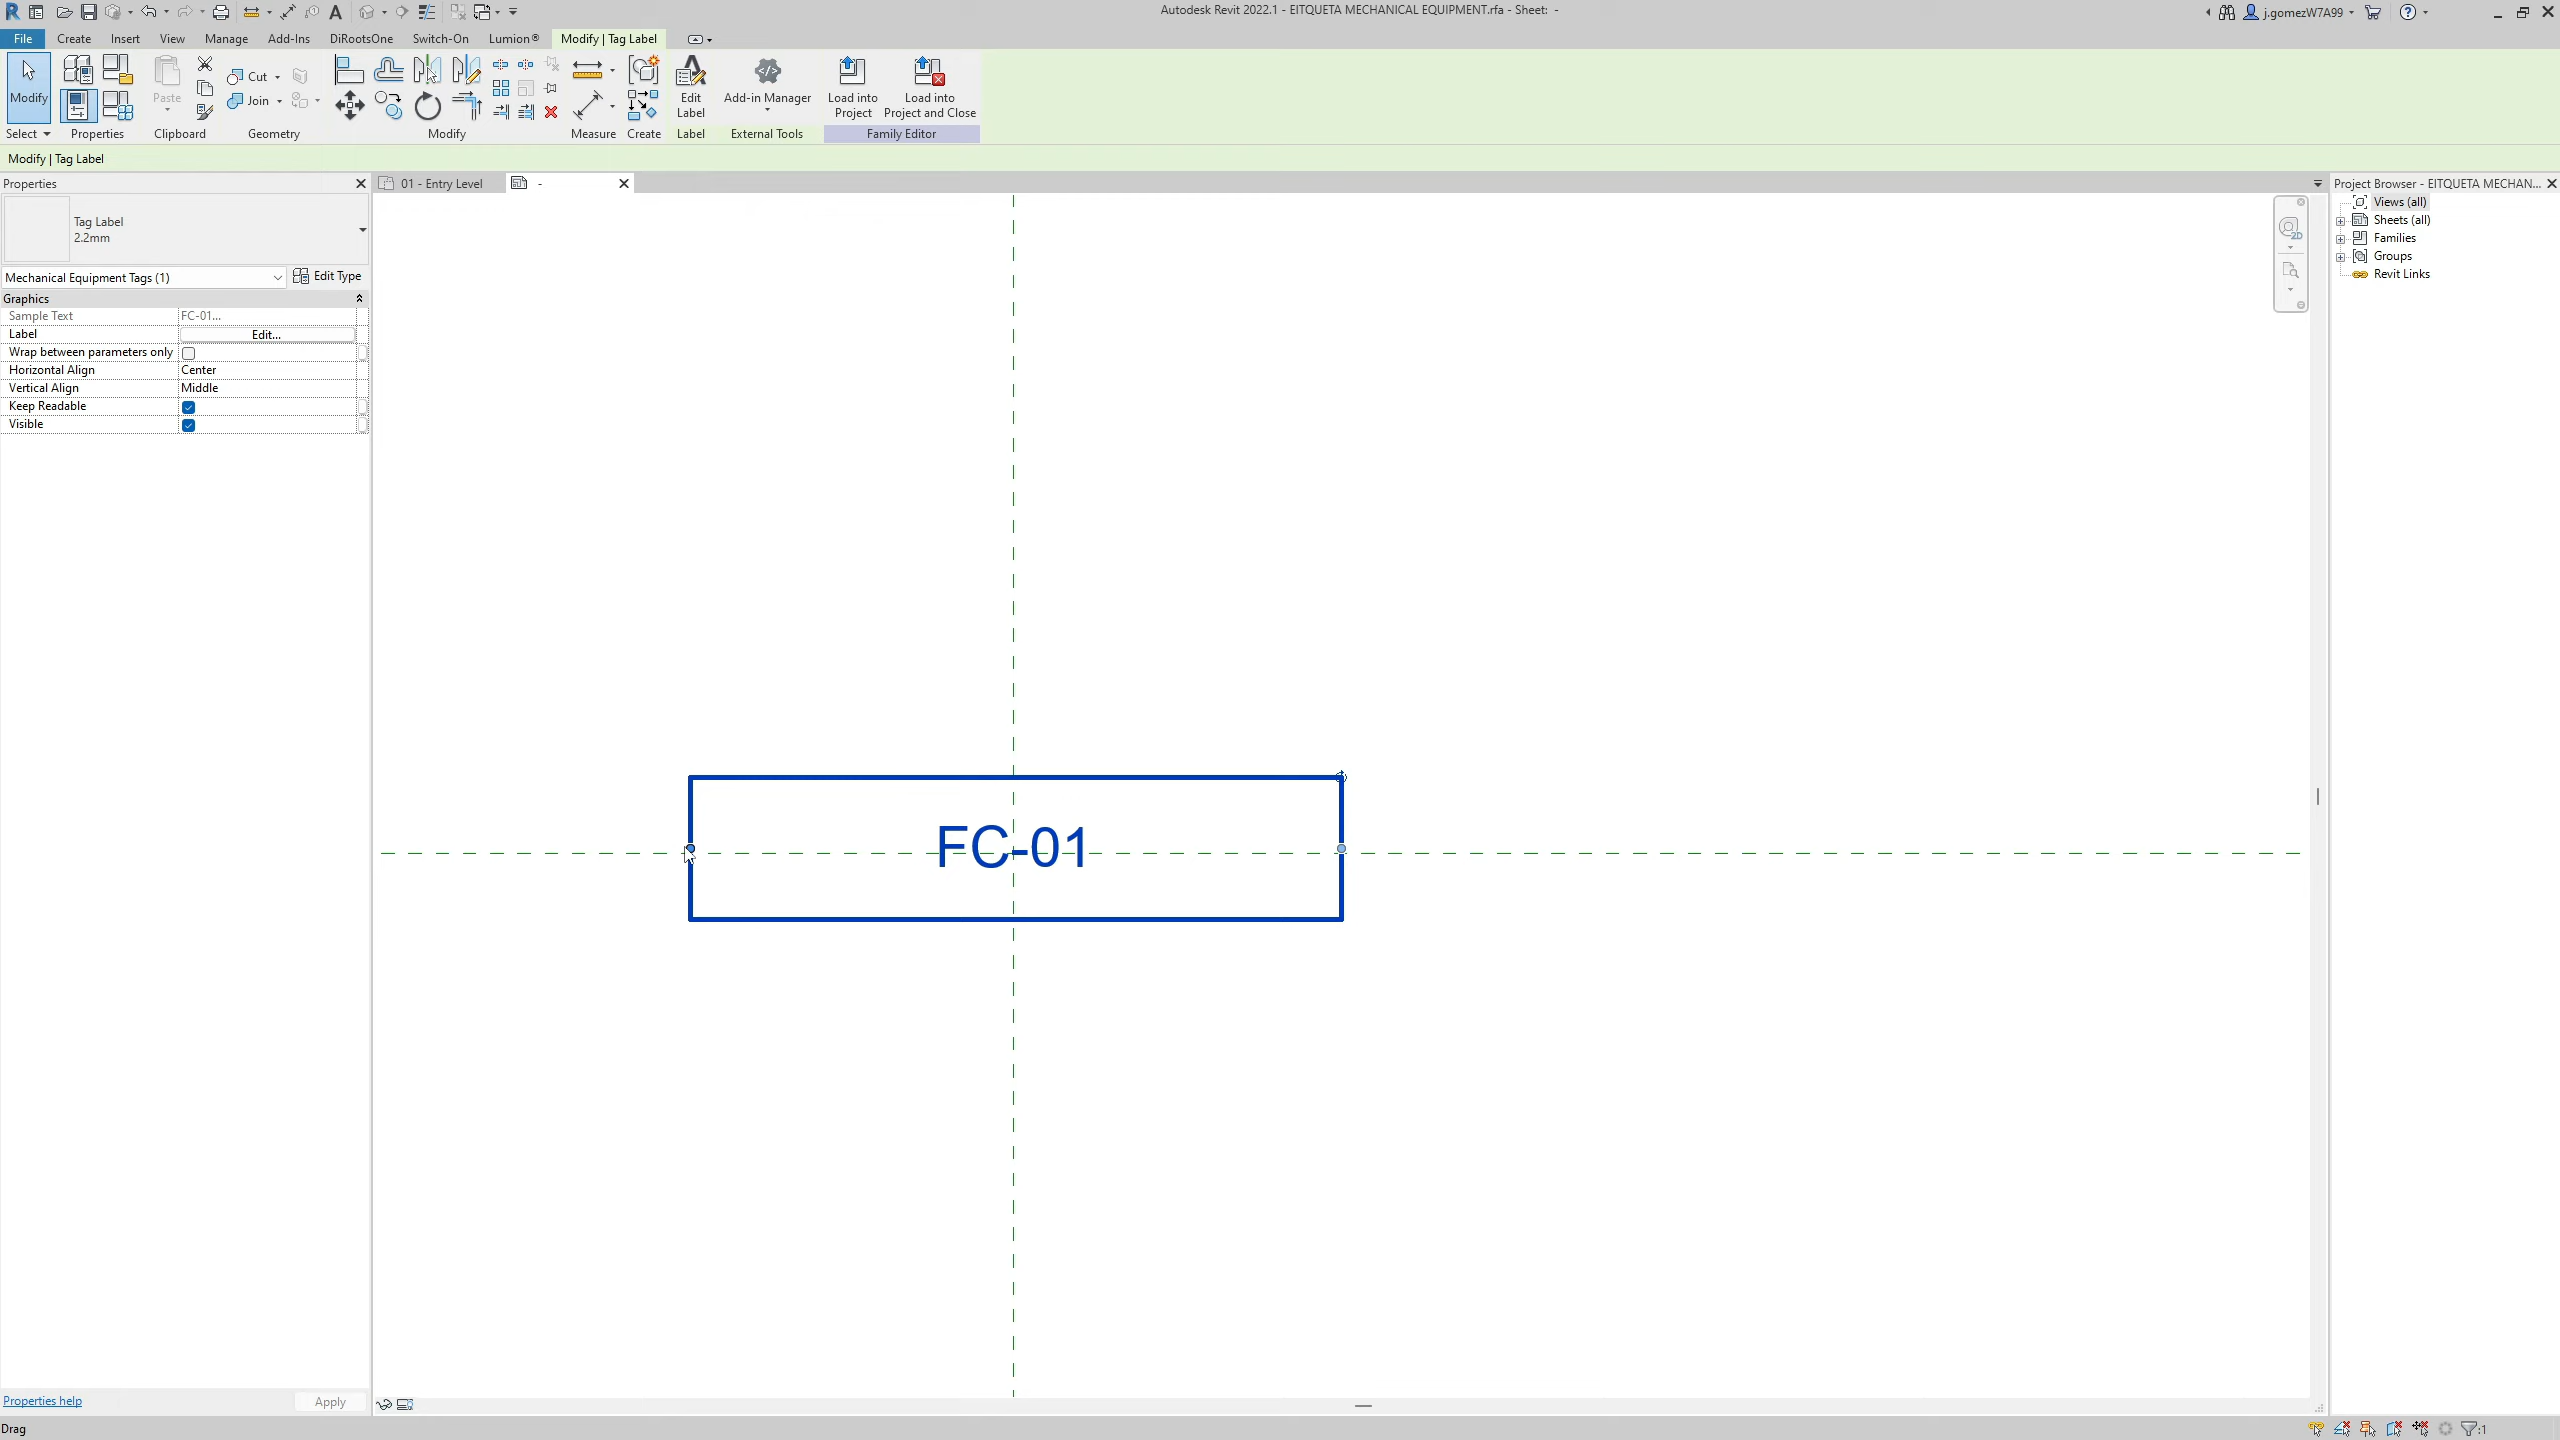 Autodesk Revit 2022.1 - EITQUETA MECHANICAL EQUIPMENT.rfa - Sheet: -
j.gomezW7A99
File Create Insert View Manage Add-Ins DiRootsOne Switch-On Lumion® Modify | Tag Label
Modify
Paste
Cut
Join
Edit Label
Add-in Manager
Load into Project
Load into Project and Close
Select Properties Clipboard Geometry Modify Measure Create Label External Tools Family Editor
Modify | Tag Label
Properties
01 - Entry Level
-
Project Browser - EITQUETA MECHAN...
Tag Label
2.2mm
Mechanical Equipment Tags (1)
Edit Type
Graphics
Sample Text FC-01...
Label Edit...
Wrap between parameters only
Horizontal Align Center
Vertical Align Middle
Keep Readable
Visible
Views (all)
Sheets (all)
Families
Groups
Revit Links
2D
FC-01
Properties help
Apply
Drag
:1